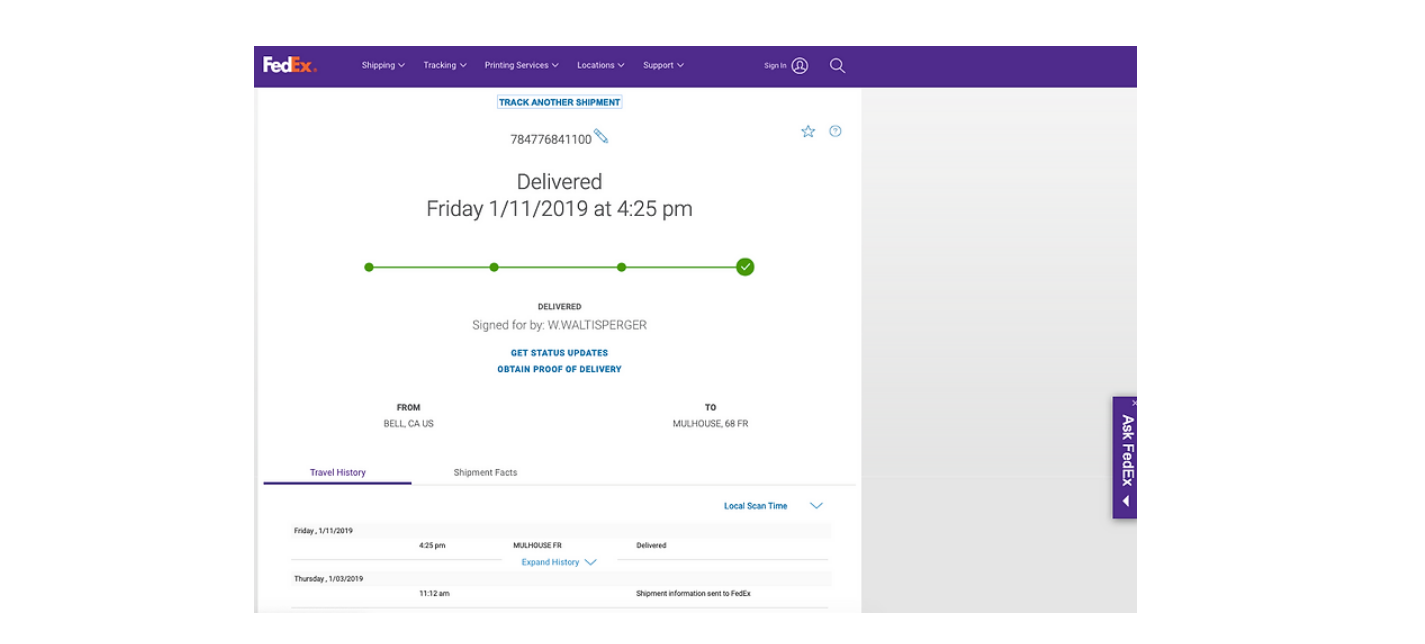 FedEx. Shipping Tracking Printing Services Locations Support Sign In
TRACK ANOTHER SHIPMENT
784776841100
Delivered
Friday 1/11/2019 at 4:25 pm
DELIVERED
Signed for by: W.WALTISPERGER
GET STATUS UPDATES
OBTAIN PROOF OF DELIVERY
FROM TO
BELL, CA US MULHOUSE, 68 FR
Ask FedEx
Travel History Shipment Facts
Local Scan Time
Friday , 1/11/2019
4:25 pm MULHOUSE FR Delivered
Expand History
Thursday , 1/03/2019
11:12 am Shipment information sent to FedEx